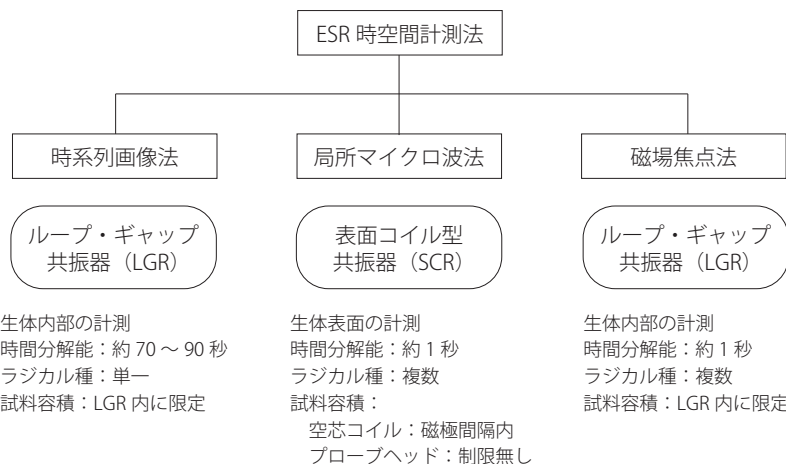 ESR 時空間計測法
時系列画像法
局所マイクロ波法
磁場焦点法
ループ・ギャップ
共振器（LGR）
表面コイル型
共振器（SCR）
ループ・ギャップ
共振器（LGR）
生体内部の計測
時間分解能：約 70 ～ 90 秒
ラジカル種：単一
試料容積：LGR 内に限定
生体表面の計測
時間分解能：約 1 秒
ラジカル種：複数
試料容積：
空芯コイル：磁極間隔内
プローブヘッド：制限無し
生体内部の計測
時間分解能：約 1 秒
ラジカル種：複数
試料容積：LGR 内に限定